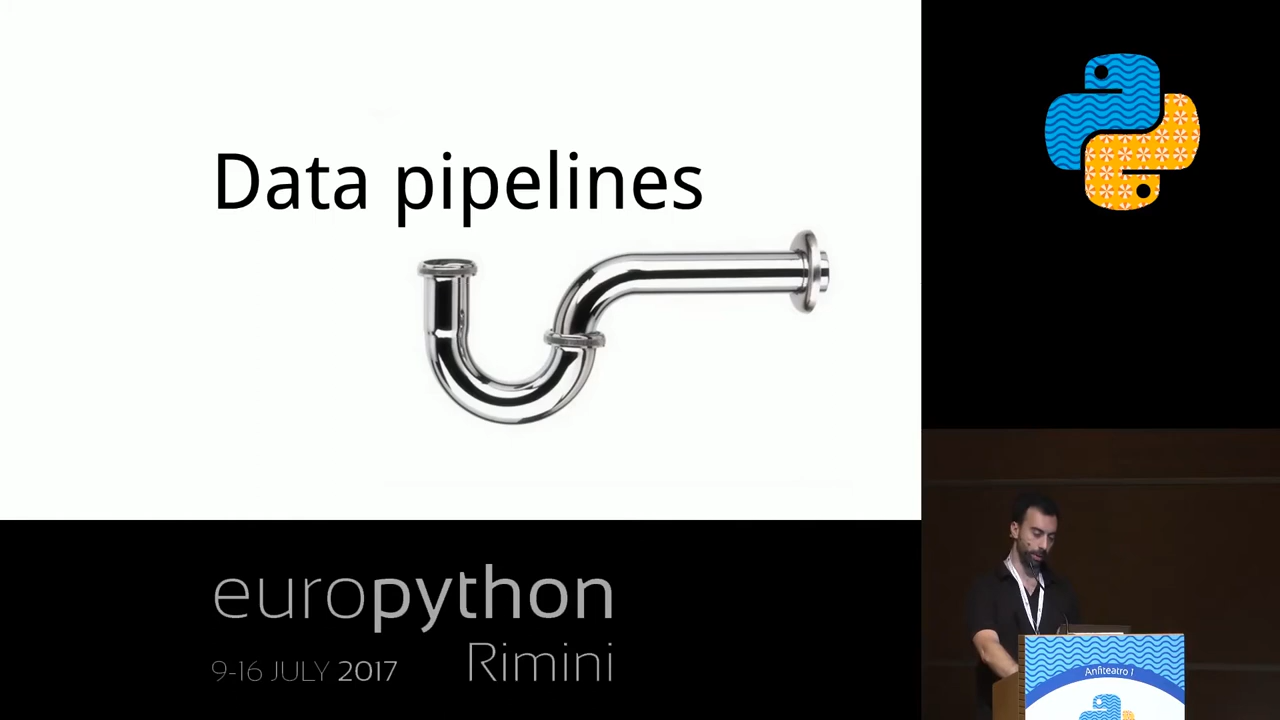 Data pipelines
europython
9-16 JULY 2017
Rimini
Anfiteatro 1